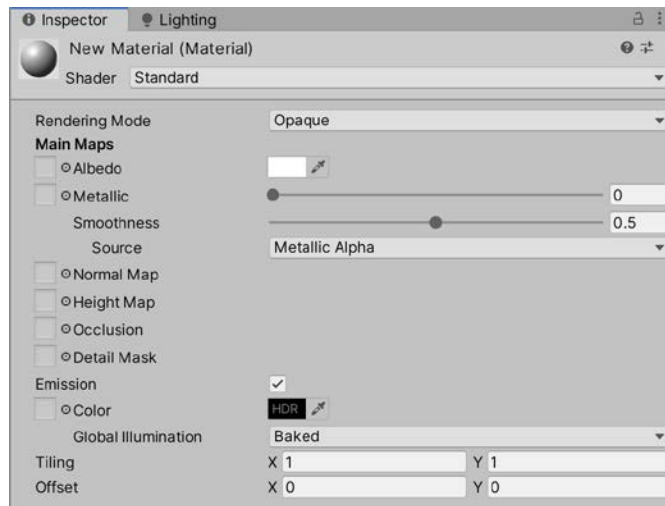 Inspector Lighting
New Material (Material)
Shader Standard
Rendering Mode Opaque
Main Maps
Albedo
Metallic 0
Smoothness 0.5
Source Metallic Alpha
Normal Map
Height Map
Occlusion
Detail Mask
Emission
Color HDR
Global Illumination Baked
Tiling X 1 Y 1
Offset X 0 Y 0